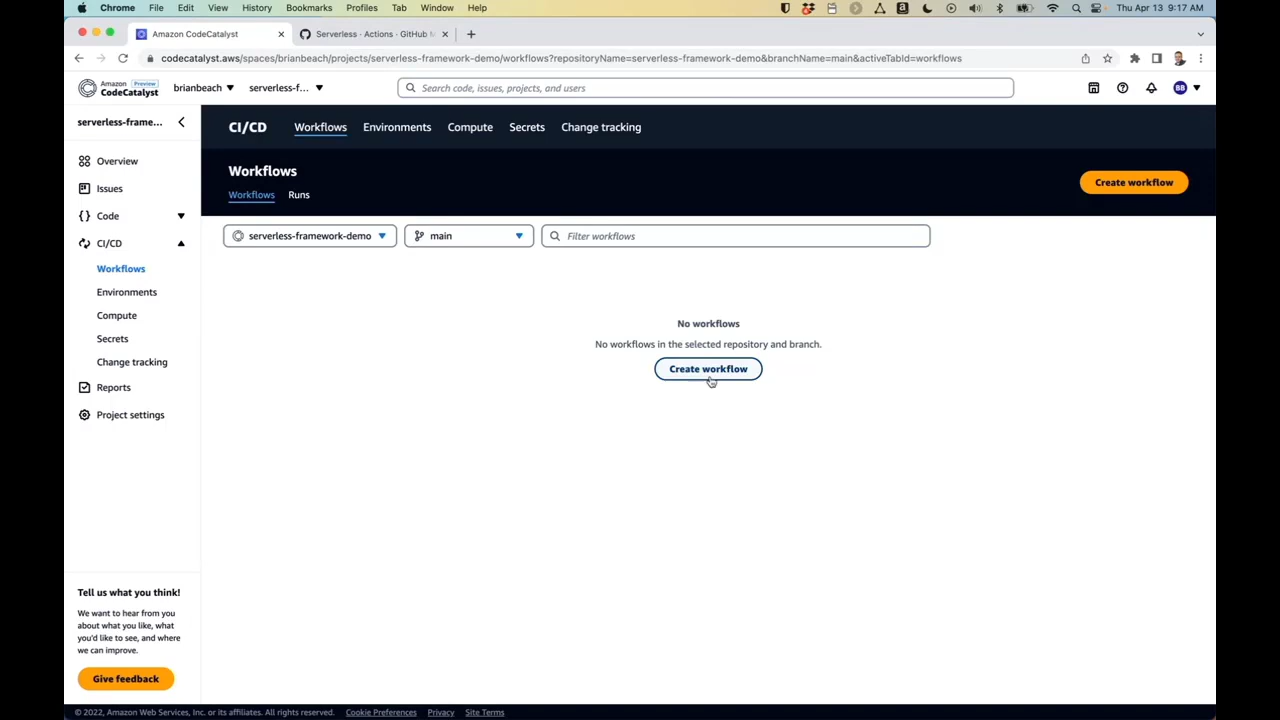 Chrome File Edit View History Bookmarks Profiles Tab Window Help
Thu Apr 13 9:17 AM
Amazon CodeCatalyst
Serverless · Actions · GitHub
codecatalyst.aws/spaces/brianbeach/projects/serverless-framework-demo/workflows?repositoryName=serverless-framework-demo&branchName=main&activeTabId=workflows
Amazon Preview
CodeCatalyst
brianbeach
serverless-f...
Search code, issues, projects, and users
BB
serverless-frame...
Overview
Issues
Code
CI/CD
Workflows
Environments
Compute
Secrets
Change tracking
Reports
Project settings
Tell us what you think!
We want to hear from you
about what you like, what
you'd like to see, and where
we can improve.
Give feedback
CI/CD Workflows Environments Compute Secrets Change tracking
Workflows
Create workflow
Workflows Runs
serverless-framework-demo
main
Filter workflows
No workflows
No workflows in the selected repository and branch.
Create workflow
© 2022, Amazon Web Services, Inc. or its affiliates. All rights reserved. Cookie Preferences Privacy Site Terms